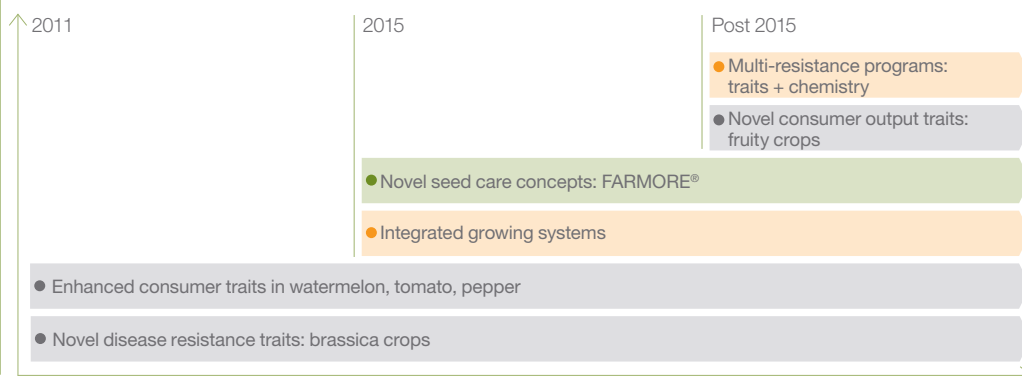 2011
2015
Post 2015
● Multi-resistance programs:
traits + chemistry
● Novel consumer output traits:
fruity crops
● Novel seed care concepts: FARMORE®
● Integrated growing systems
● Enhanced consumer traits in watermelon, tomato, pepper
● Novel disease resistance traits: brassica crops